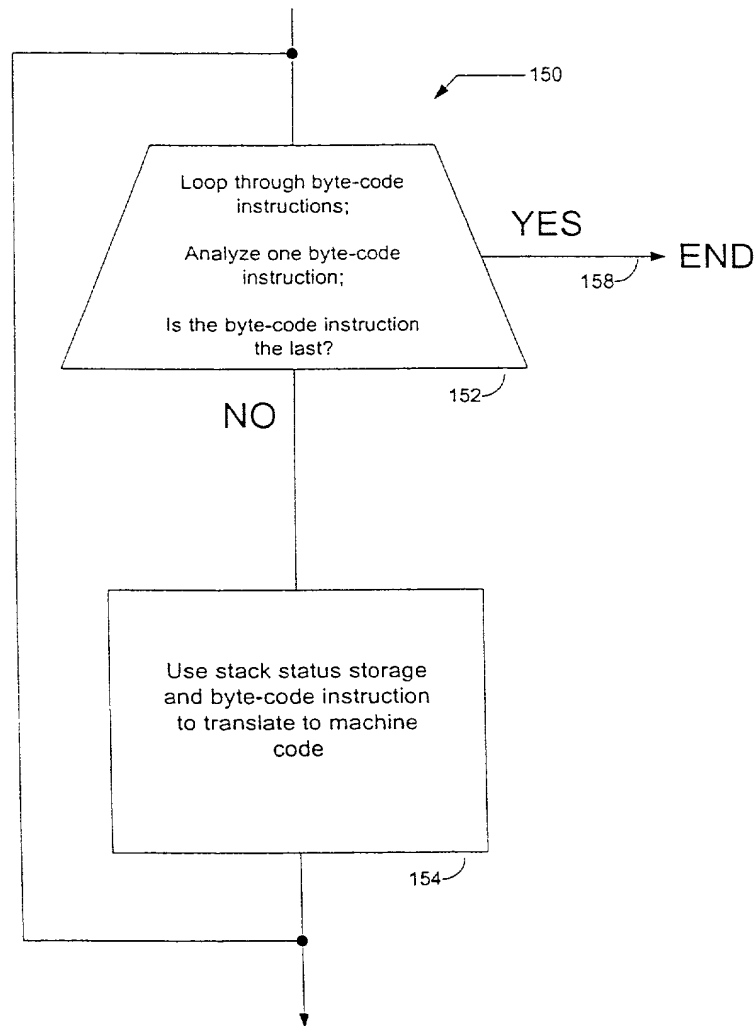 150
Loop through byte-code
instructions;
Analyze one byte-code
instruction;
Is the byte-code instruction
the last?
YES
END
158
152
NO
Use stack status storage
and byte-code instruction
to translate to machine
code
154